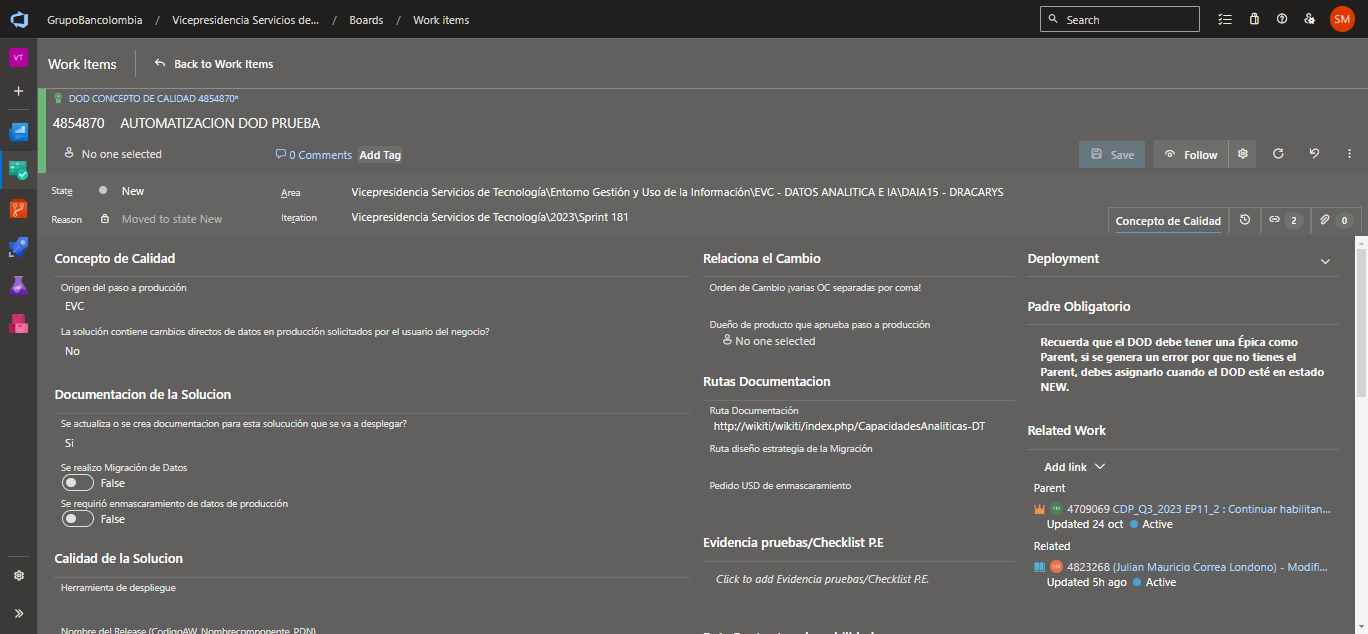 GrupoBancolombia / Vicepresidencia Servicios de... / Boards / Work items
Search
SM
VT
Work Items
Back to Work Items
DOD CONCEPTO DE CALIDAD 4854870*
4854870 AUTOMATIZACION DOD PRUEBA
No one selected
0 Comments
Add Tag
Save
Follow
State
New
Area
Vicepresidencia Servicios de Tecnología\Entorno Gestión y Uso de la Información\EVC - DATOS ANALITICA E IA\DAIA15 - DRACARYS
Reason
Moved to state New
Iteration
Vicepresidencia Servicios de Tecnología\2023\Sprint 181
Concepto de Calidad
2
0
Concepto de Calidad
Origen del paso a producción
EVC
La solución contiene cambios directos de datos en producción solicitados por el usuario del negocio?
No
Documentacion de la Solucion
Se actualiza o se crea documentacion para esta solucución que se va a desplegar?
Si
Se realizo Migración de Datos
False
Se requirió enmascaramiento de datos de producción
False
Calidad de la Solucion
Herramienta de despliegue
Nombre del Release (CodigoAW_Nombrecomponente_PDN)
Relaciona el Cambio
Orden de Cambio ¡varias OC separadas por coma!
Dueño de producto que aprueba paso a producción
No one selected
Rutas Documentacion
Ruta Documentación
http://wikiti/wikiti/index.php/CapacidadesAnaliticas-DT
Ruta diseño estrategia de la Migración
Pedido USD de enmascaramiento
Evidencia pruebas/Checklist P.E
Click to add Evidencia pruebas/Checklist P.E.
Deployment
Padre Obligatorio
Recuerda que el DOD debe tener una Épica como
Parent, si se genera un error por que no tienes el
Parent, debes asignarlo cuando el DOD esté en estado
NEW.
Related Work
Add link
Parent
4709069 CDP_Q3_2023 EP11_2 : Continuar habilitan...
Updated 24 oct Active
Related
4823268 (Julian Mauricio Correa Londono) - Modifi...
Updated 5h ago Active